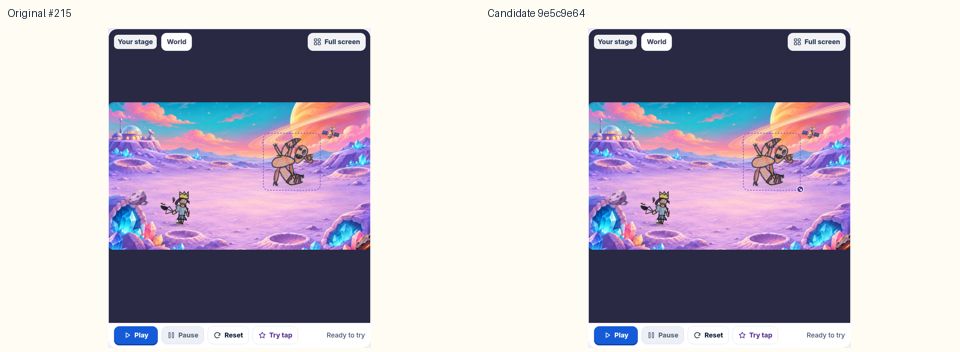 Original #215
Your stage World Full screen
Play Pause Reset Try tap Ready to try
Candidate 9e5c9e64
Your stage World Full screen
Play Pause Reset Try tap Ready to try